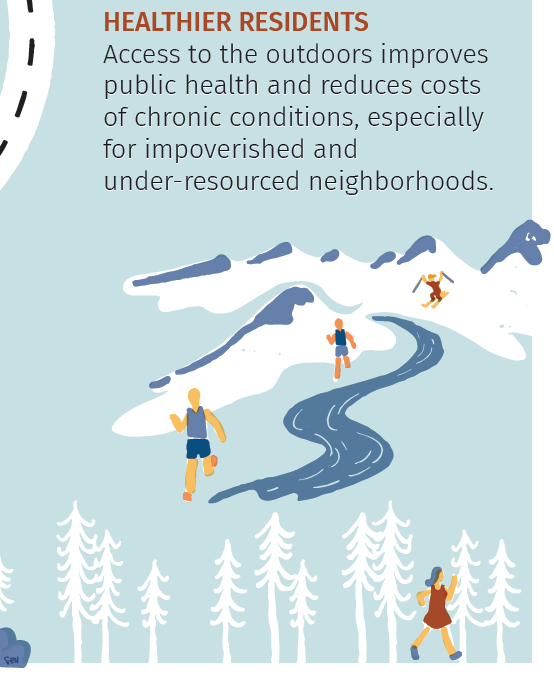 HEALTHIER RESIDENTS
Access to the outdoors improves
public health and reduces costs
of chronic conditions, especially
for impoverished and
under-resourced neighborhoods.